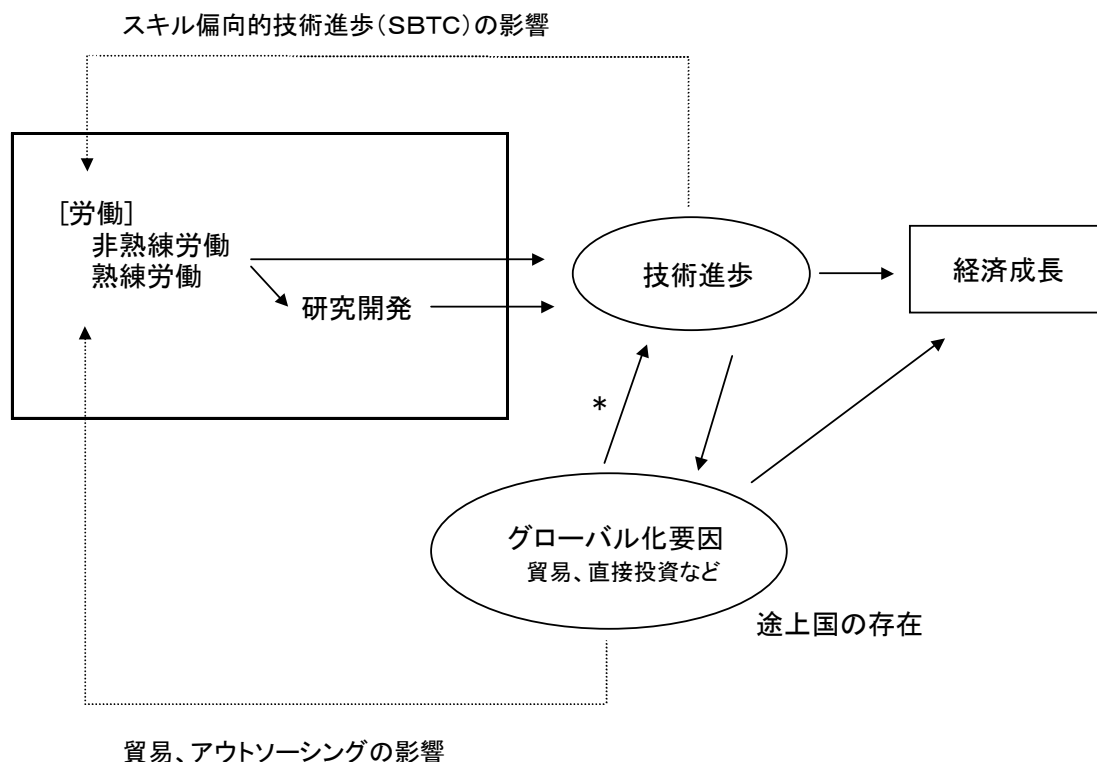 スキル偏向的技術進歩(SBTC)の影響
[労働]
非熟練労働
熟練労働
研究開発
技術進歩
経済成長
*
グローバル化要因
貿易、直接投資など
途上国の存在
貿易、アウトソーシングの影響